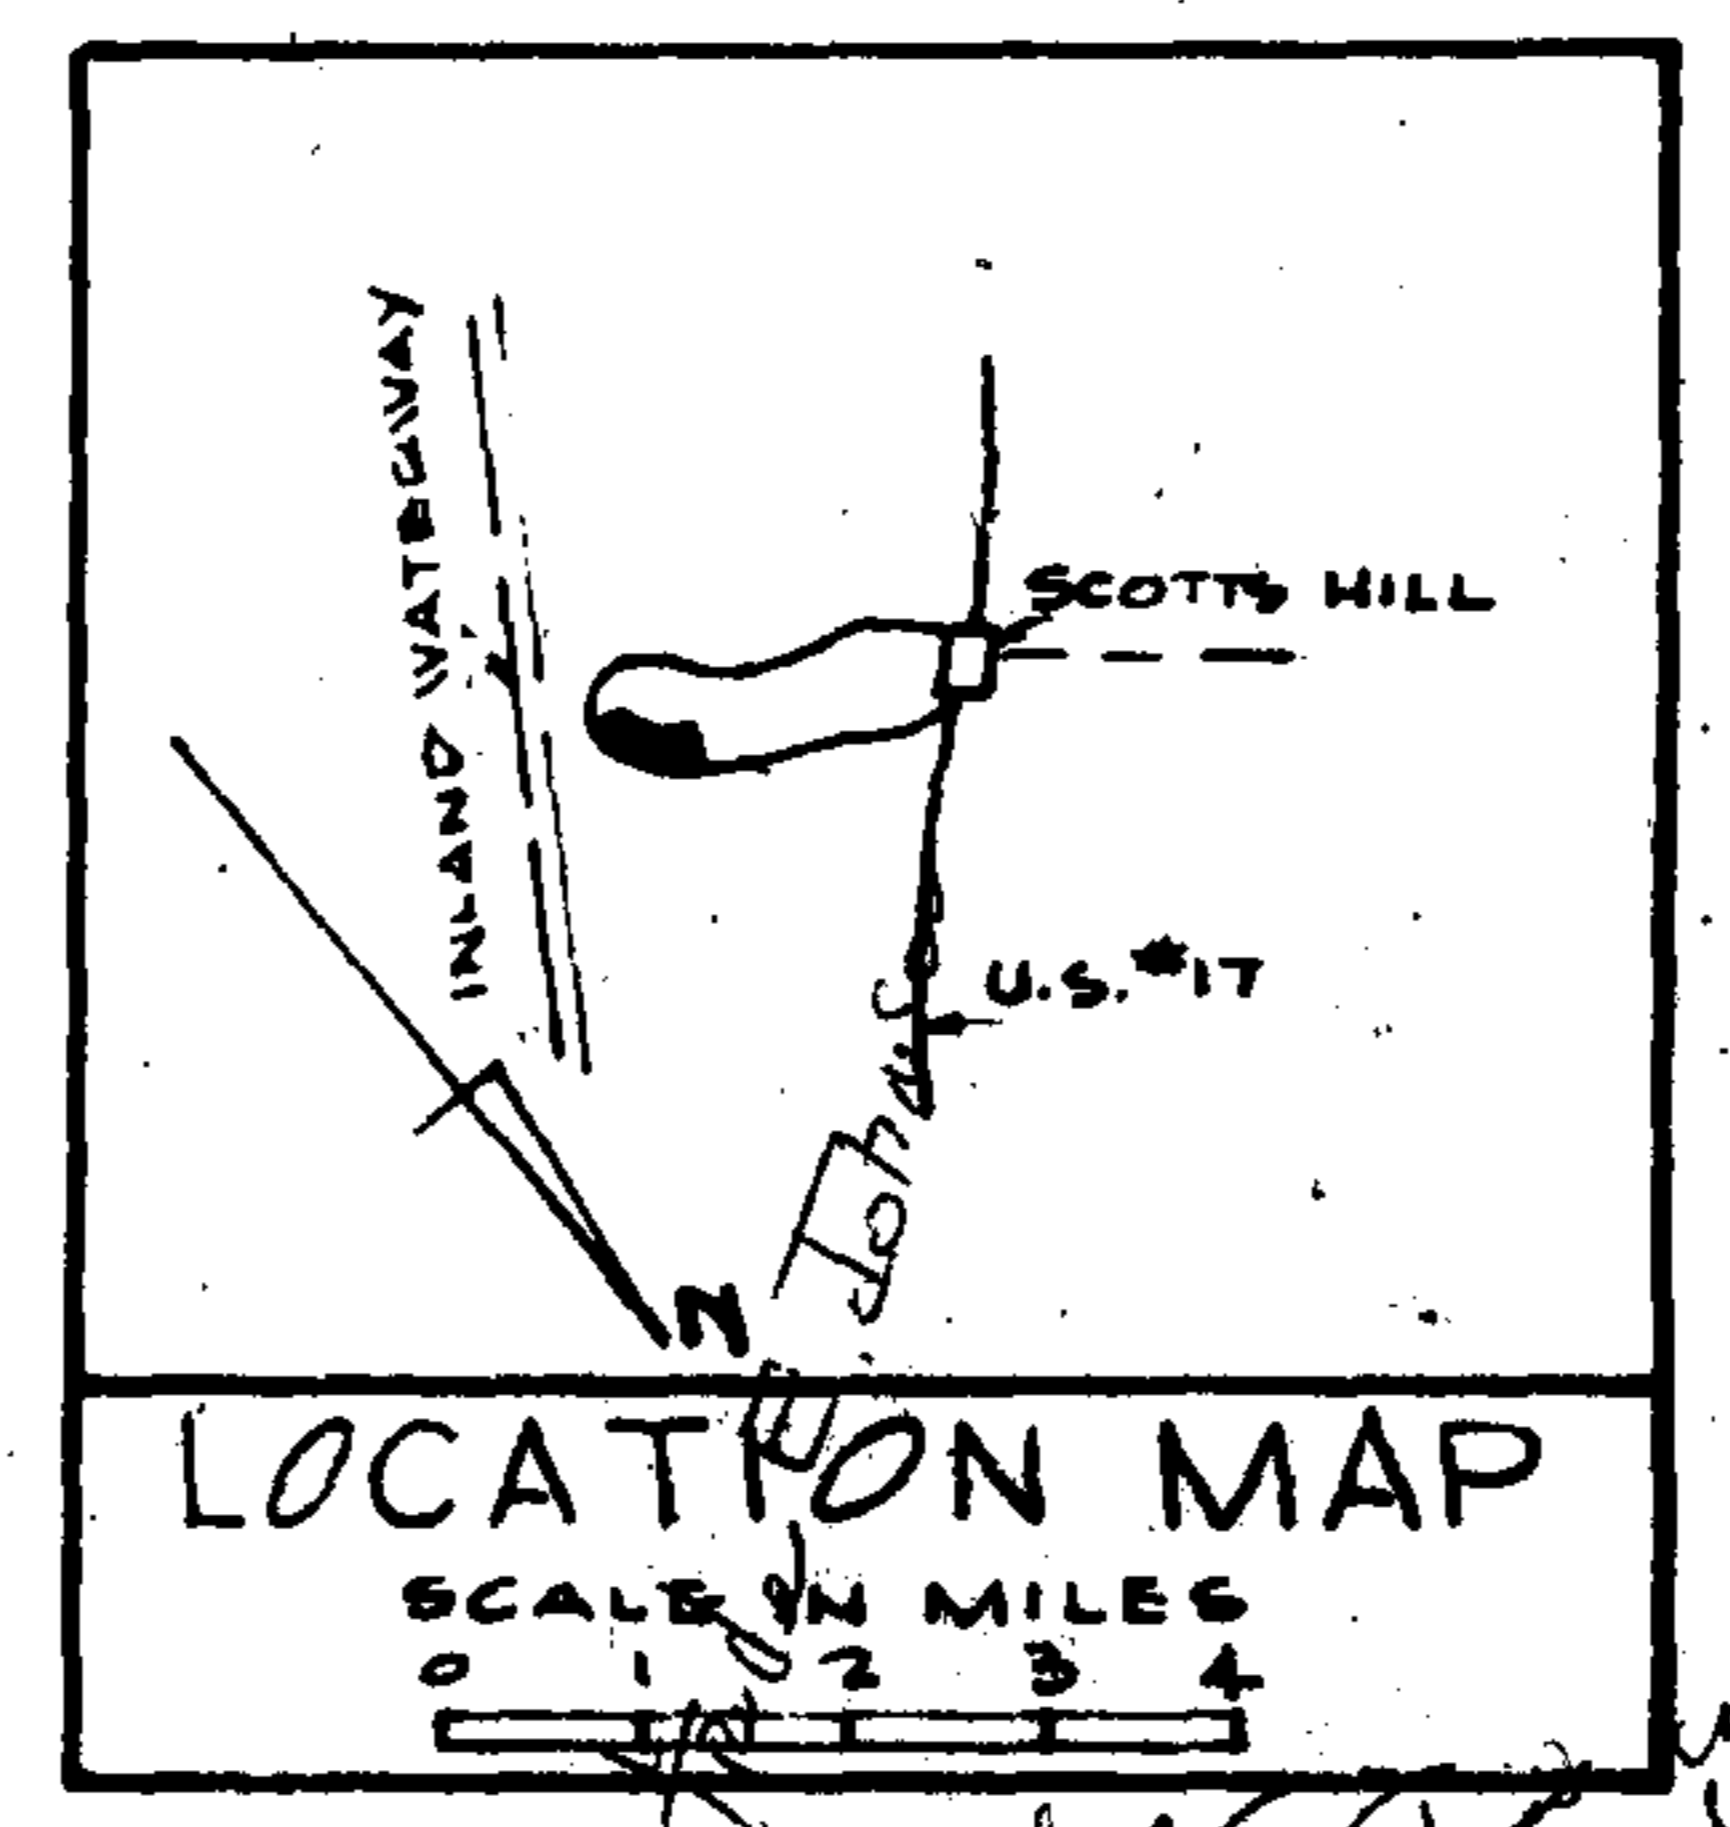 INLAND WATERWAY
SCOTTS HILL
U.S. #17
N
LOCATION MAP
SCALE IN MILES
0 1 2 3 4